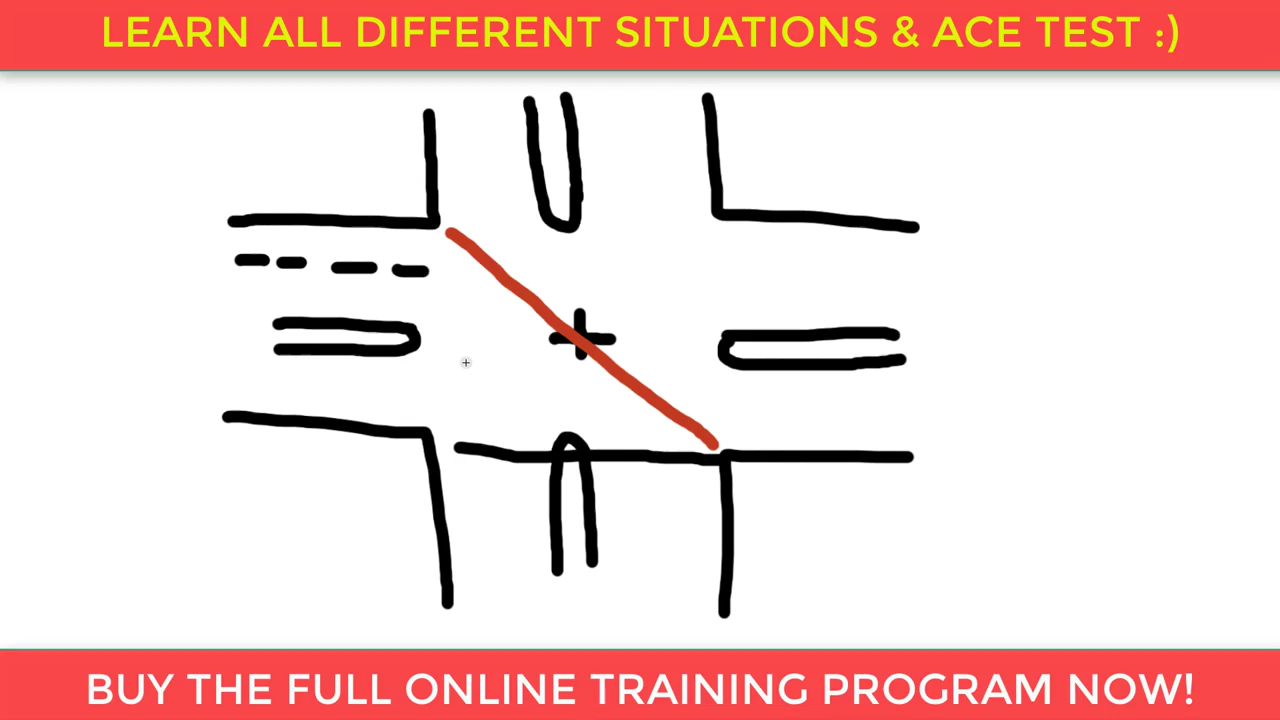 LEARN ALL DIFFERENT SITUATIONS & ACE TEST :)
BUY THE FULL ONLINE TRAINING PROGRAM NOW!